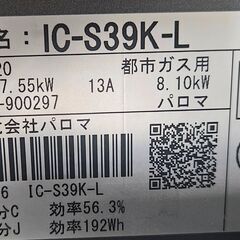 名: IC-S39K-L
20 都市ガス用
7.55kW 13A 8.10kW
-900297 パロマ
式会社パロマ
6 IC-S39K-L
分C 効率56.3%
分J 効率192Wh